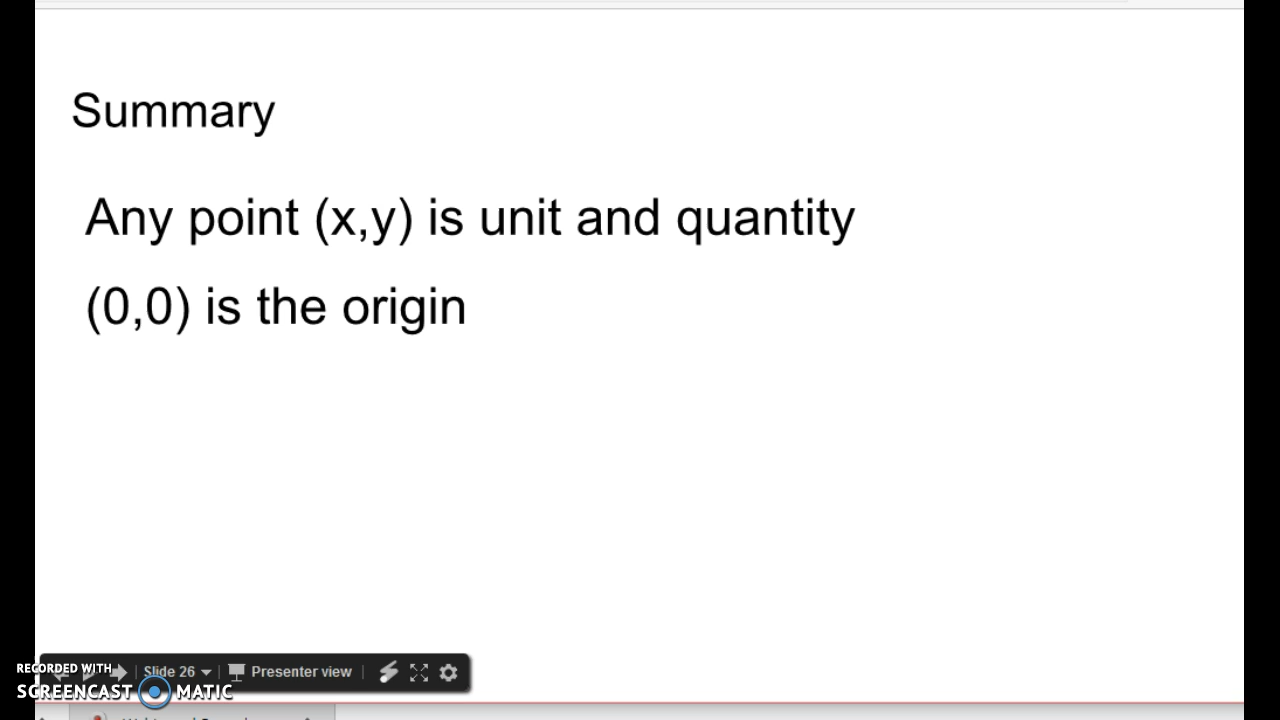 Summary
Any point (x,y) is unit and quantity
(0,0) is the origin
RECORDED WITH
Slide 26
Presenter view
SCREENCAST MATIC